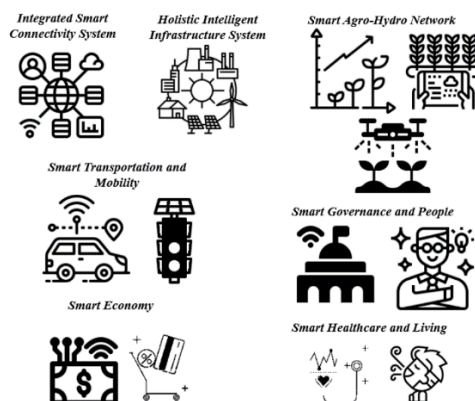 Integrated Smart
Connectivity System
Holistic Intelligent
Infrastructure System
Smart Agro-Hydro Network
Smart Transportation and
Mobility
Smart Governance and People
Smart Economy
$
%
Smart Healthcare and Living